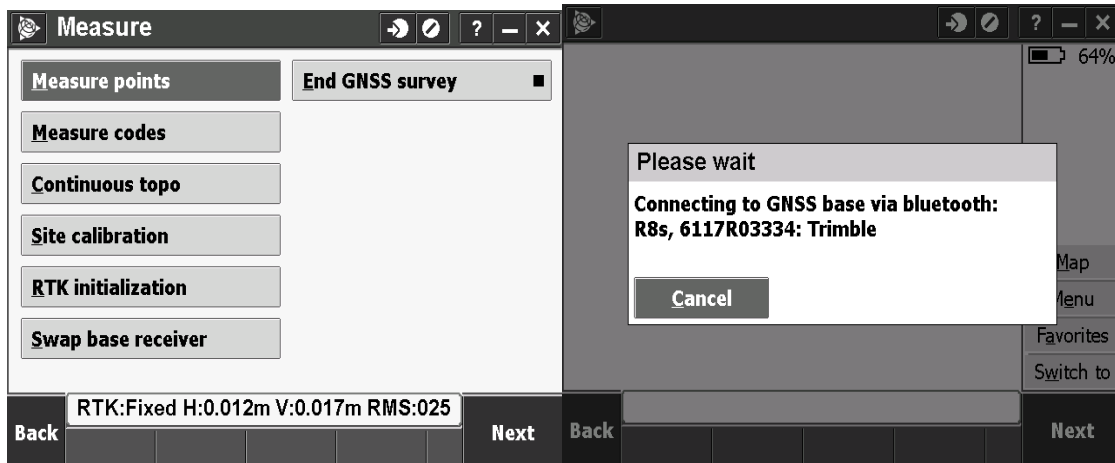 Measure
? — ×
Measure points
End GNSS survey
Measure codes
Continuous topo
Site calibration
RTK initialization
Swap base receiver
RTK:Fixed H:0.012m V:0.017m RMS:025
Back
Next
? — ×
64%
Please wait
Connecting to GNSS base via bluetooth:
R8s, 6117R03334: Trimble
Cancel
Map
Menu
Favorites
Switch to
Back
Next